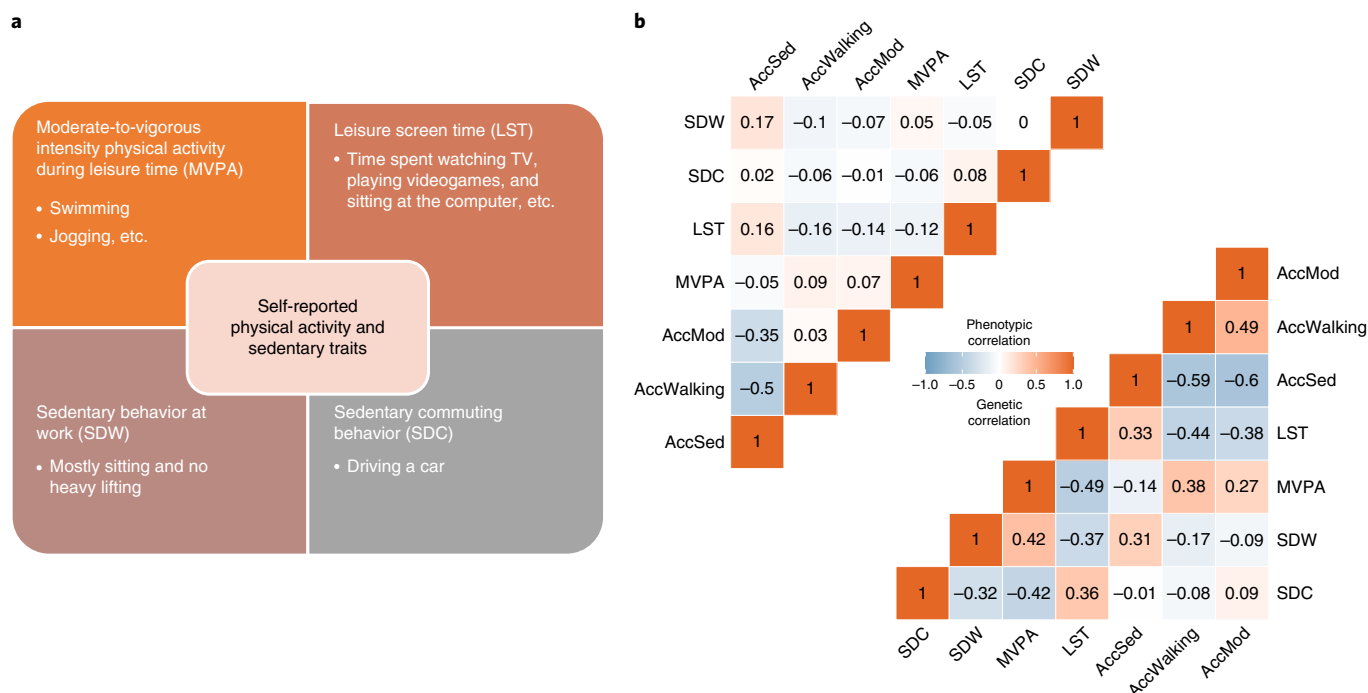 a
Moderate-to-vigorous
intensity physical activity
during leisure time (MVPA)
• Swimming
• Jogging, etc.
Leisure screen time (LST)
• Time spent watching TV,
playing videogames, and
sitting at the computer, etc.
Self-reported
physical activity and
sedentary traits
Sedentary behavior at
work (SDW)
• Mostly sitting and no
heavy lifting
Sedentary commuting
behavior (SDC)
• Driving a car
b
AccSed AccWalking AccMod MVPA LST SDC SDW
SDW 0.17 −0.1 −0.07 0.05 −0.05 0 1
SDC 0.02 −0.06 −0.01 −0.06 0.08 1
LST 0.16 −0.16 −0.14 −0.12 1
MVPA −0.05 0.09 0.07 1
AccMod −0.35 0.03 1
AccWalking −0.5 1
AccSed 1
Phenotypic
correlation
−1.0 −0.5 0 0.5 1.0
Genetic
correlation
1 AccMod
1 0.49 AccWalking
1 −0.59 −0.6 AccSed
1 0.33 −0.44 −0.38 LST
1 −0.49 −0.14 0.38 0.27 MVPA
1 0.42 −0.37 0.31 −0.17 −0.09 SDW
1 −0.32 −0.42 0.36 −0.01 −0.08 0.09 SDC
SDC SDW MVPA LST AccSed AccWalking AccMod